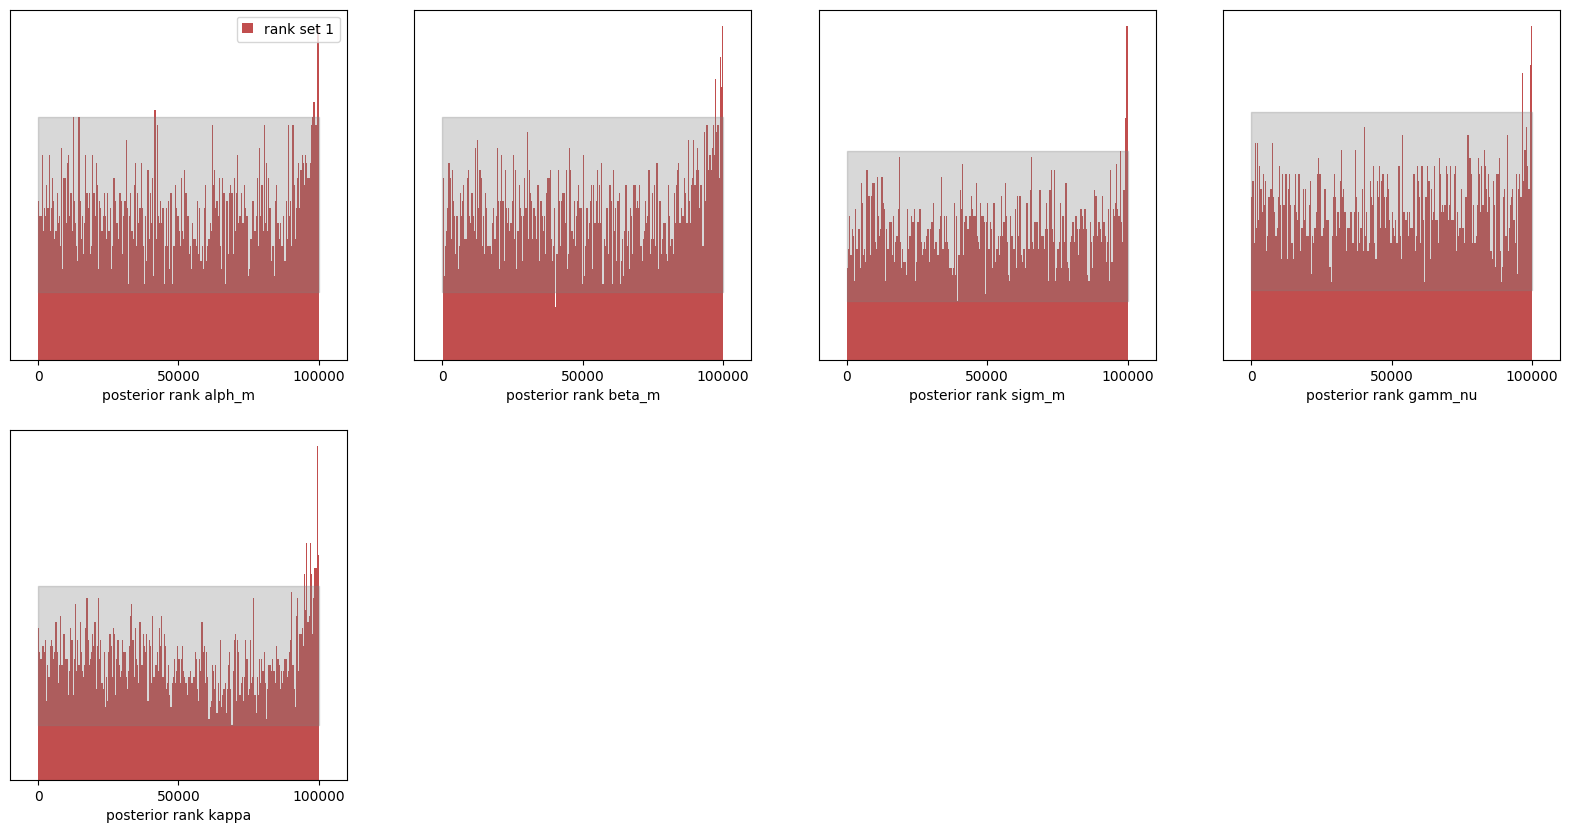 rank set 1
0 50000 100000
posterior rank alph_m
0 50000 100000
posterior rank beta_m
0 50000 100000
posterior rank sigm_m
0 50000 100000
posterior rank gamm_nu
0 50000 100000
posterior rank kappa